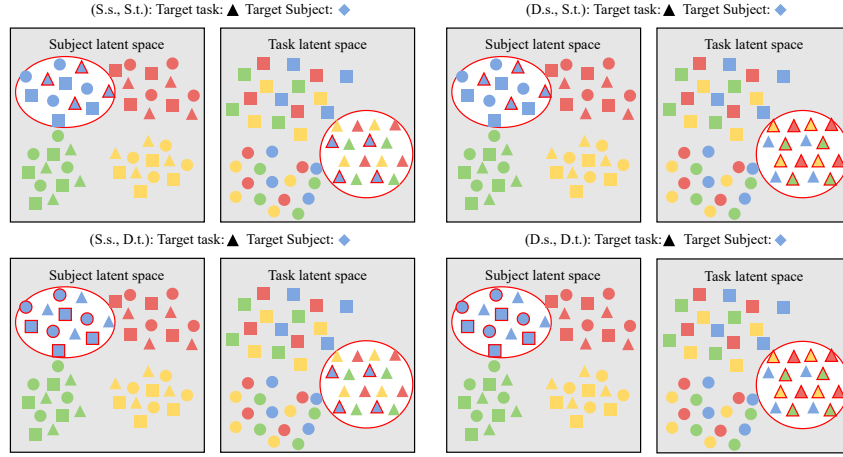 (S.s., S.t.): Target task: Target Subject:
Subject latent space
Task latent space
(D.s., S.t.): Target task: Target Subject:
Subject latent space
Task latent space
(S.s., D.t.): Target task: Target Subject:
Subject latent space
Task latent space
(D.s., D.t.): Target task: Target Subject:
Subject latent space
Task latent space